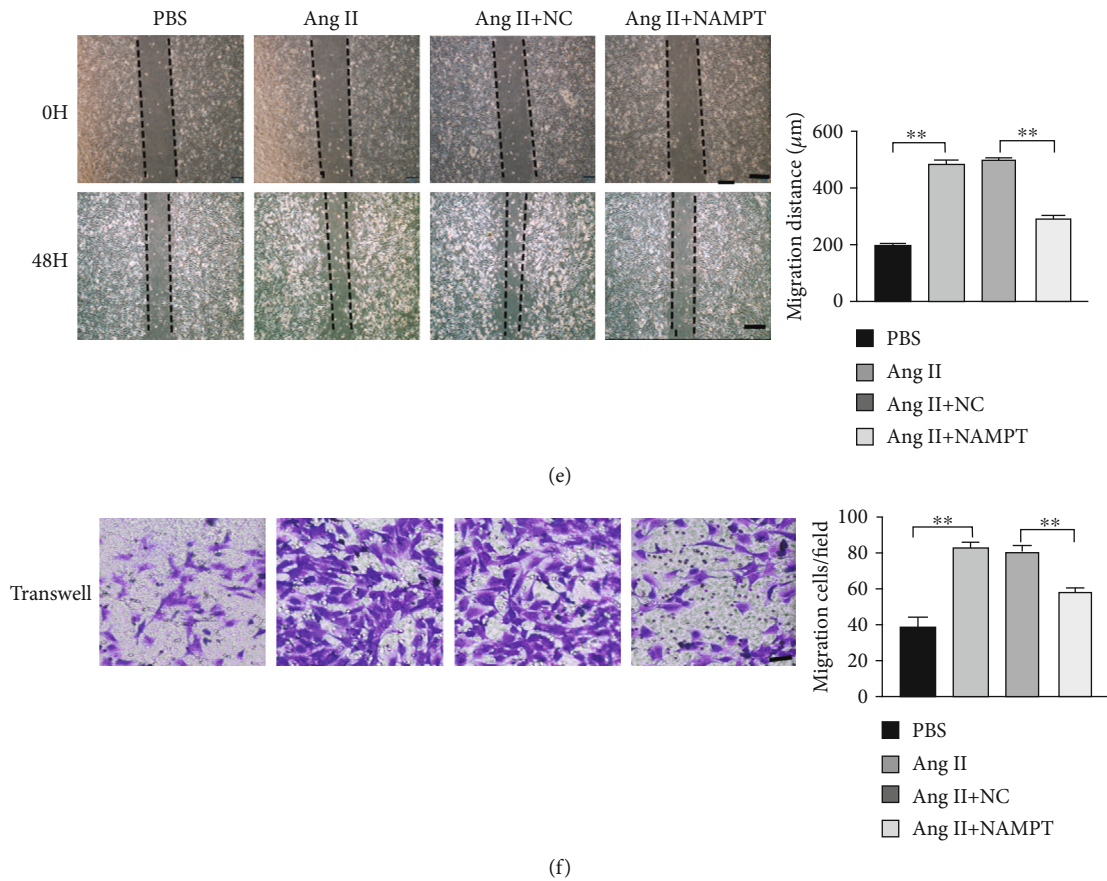 PBS
Ang II
Ang II+NC
Ang II+NAMPT
0H
48H
Migration distance (μm)
600
400
200
0
**
**
PBS
Ang II
Ang II+NC
Ang II+NAMPT
(e)
Transwell
Migration cells/field
100
80
60
40
20
0
**
**
PBS
Ang II
Ang II+NC
Ang II+NAMPT
(f)